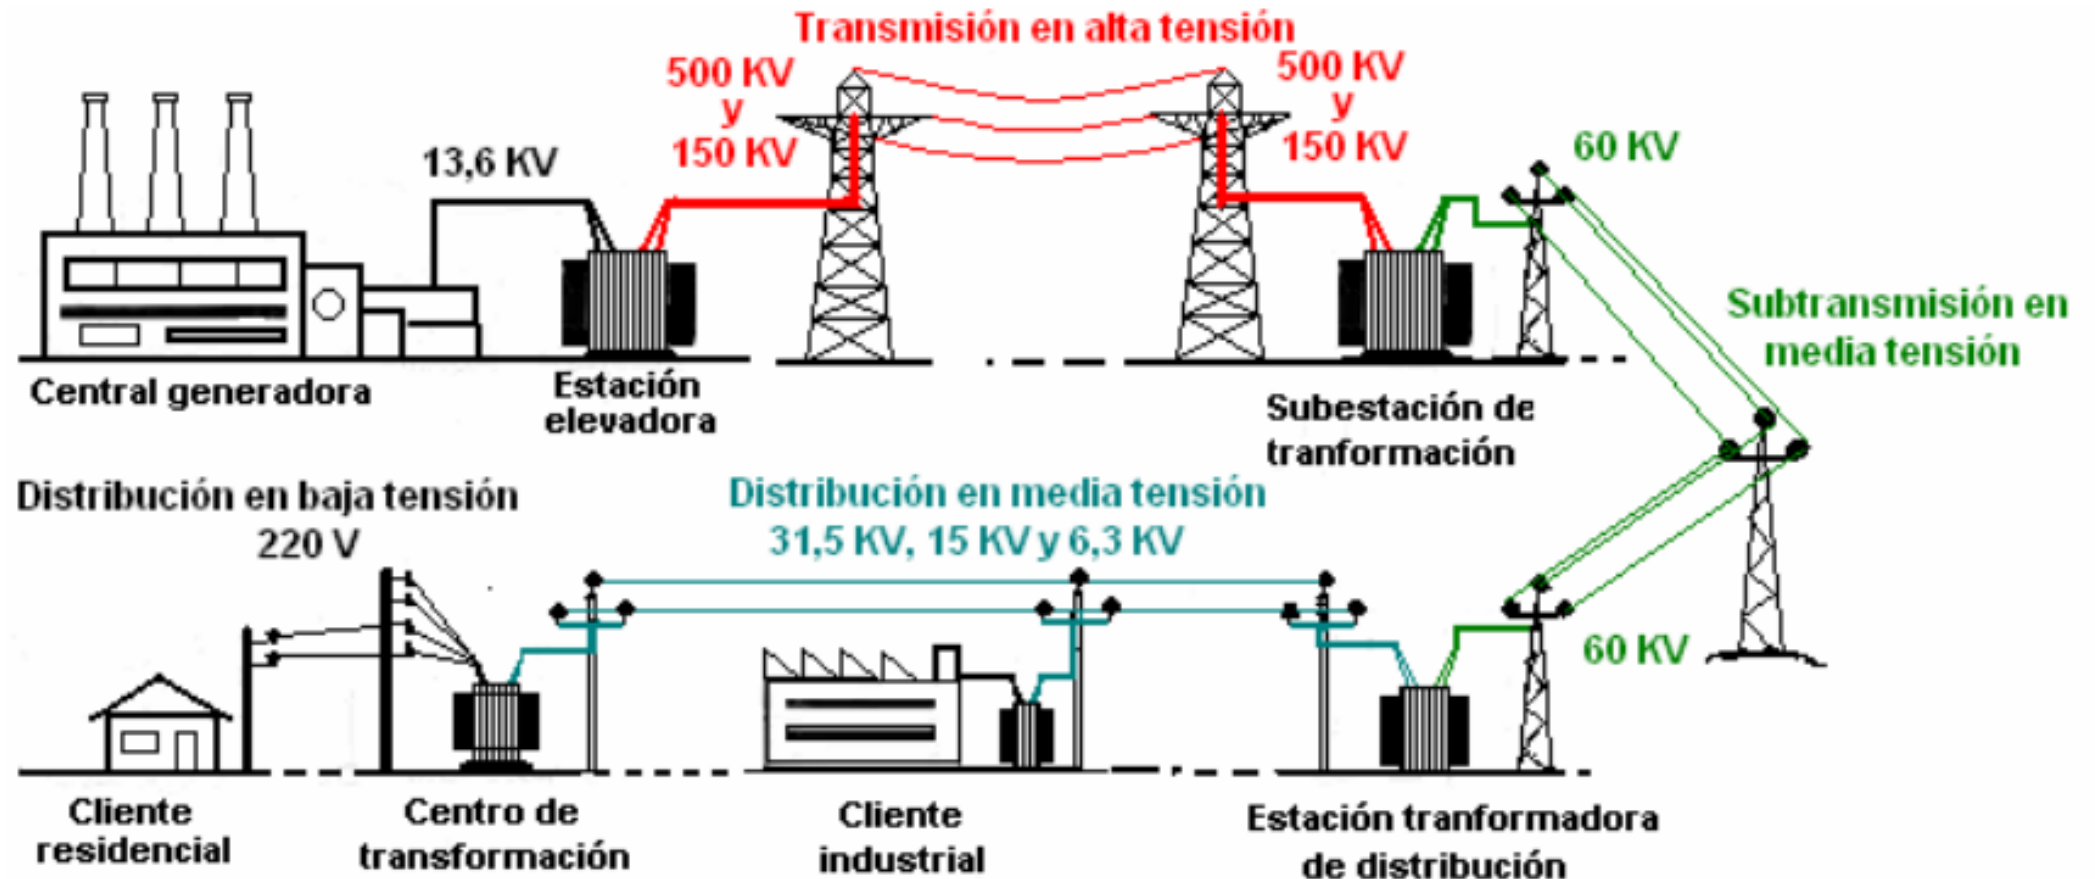 Transmisión en alta tensión
500 KV
y
150 KV
500 KV
y
150 KV
13,6 KV
60 KV
Subtransmisión en
media tensión
Central generadora
Estación
elevadora
Subestación de
tranformación
Distribución en baja tensión
220 V
Distribución en media tensión
31,5 KV, 15 KV y 6,3 KV
60 KV
Cliente
residencial
Centro de
transformación
Cliente
industrial
Estación tranformadora
de distribución